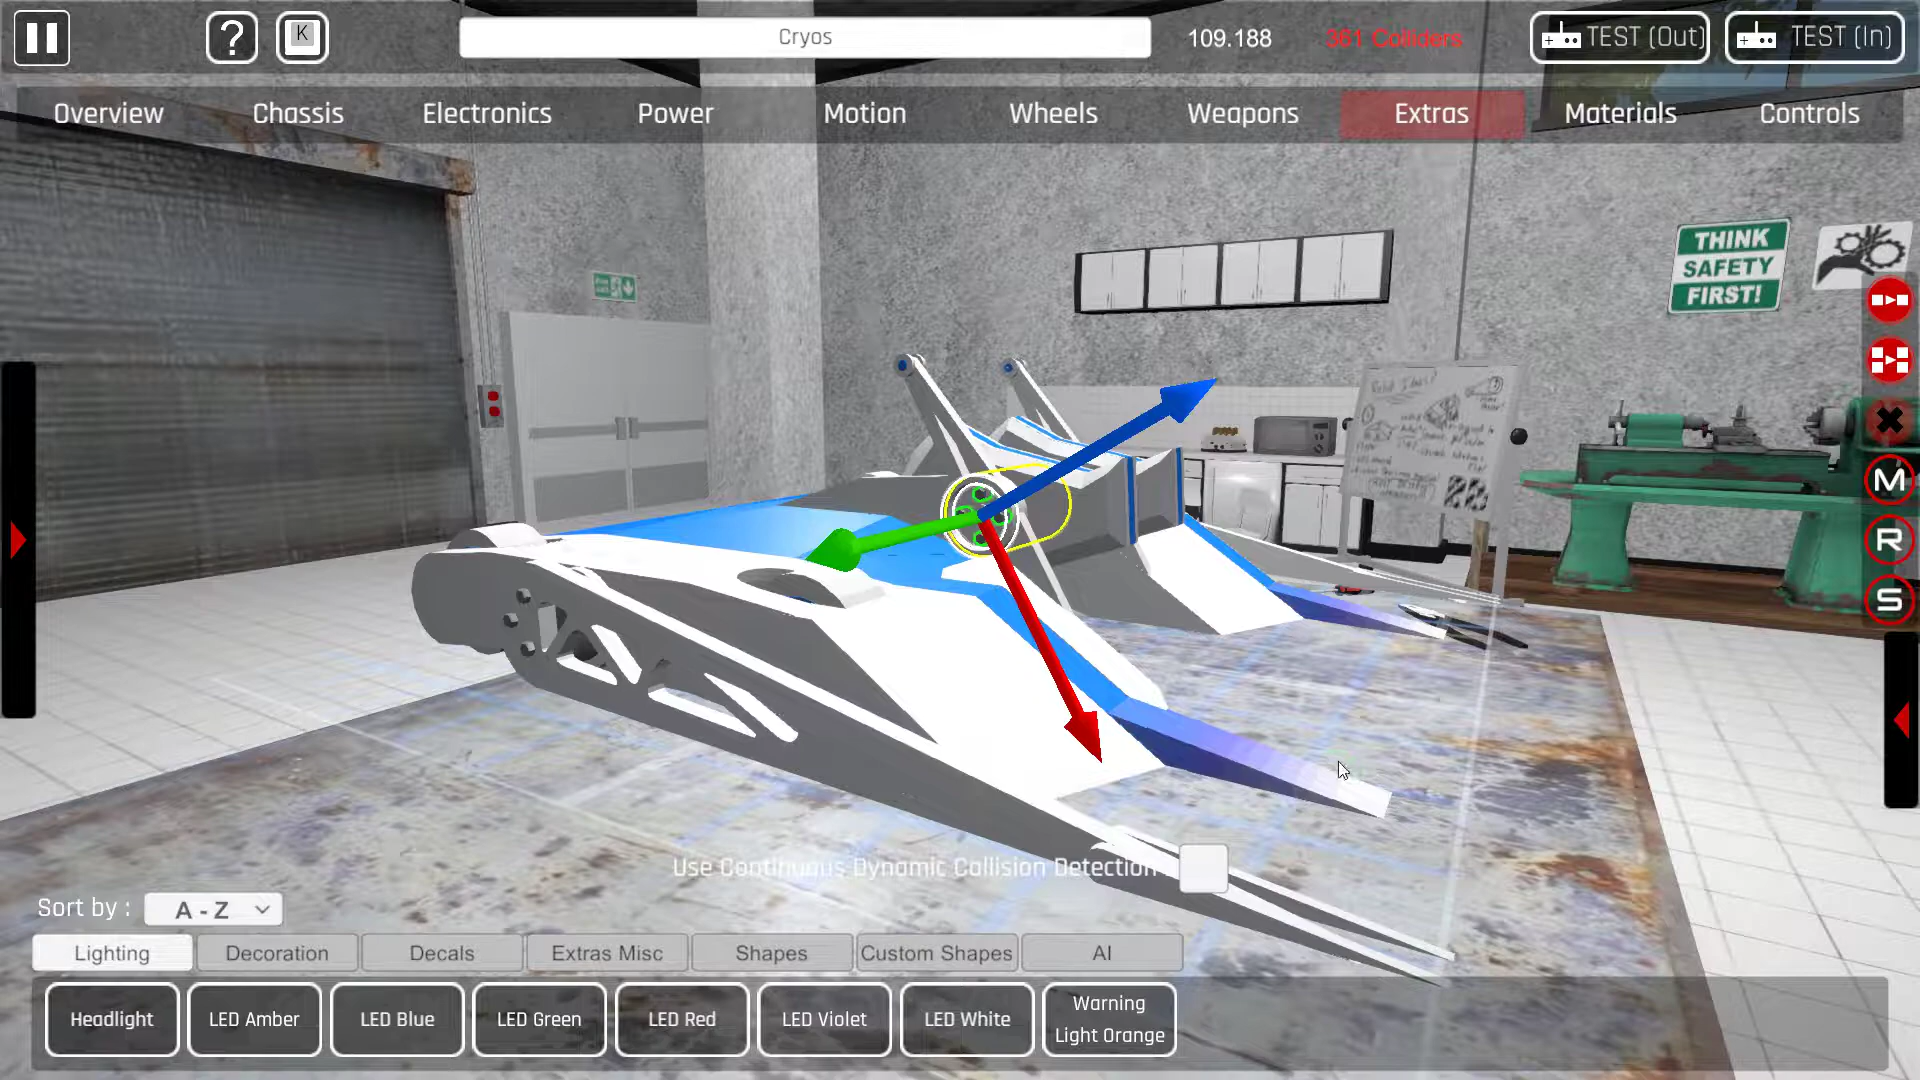 K
Cryos
109.188
361 Colliders
TEST (Out)
TEST (In)
Overview
Chassis
Electronics
Power
Motion
Wheels
Weapons
Extras
Materials
Controls
THINK
SAFETY
FIRST!
M
R
S
Use Continuous Dynamic Collision Detection
Sort by :
A - Z
Lighting
Decoration
Decals
Extras Misc
Shapes
Custom Shapes
AI
Headlight
LED Amber
LED Blue
LED Green
LED Red
LED Violet
LED White
Warning
Light Orange